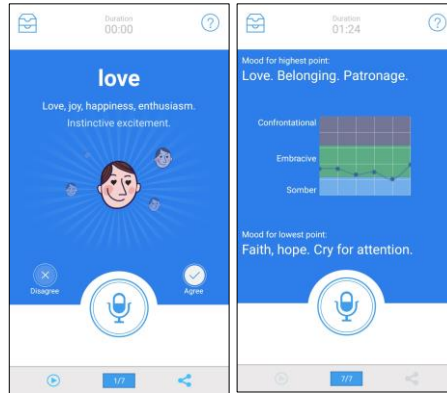 Duration
00:00
?
love
Love, joy, happiness, enthusiasm.
Instinctive excitement.
Disagree
Agree
1/7
Duration
01:24
?
Mood for highest point:
Love. Belonging. Patronage.
Confrontational
Embracive
Somber
Mood for lowest point:
Faith, hope. Cry for attention.
7/7